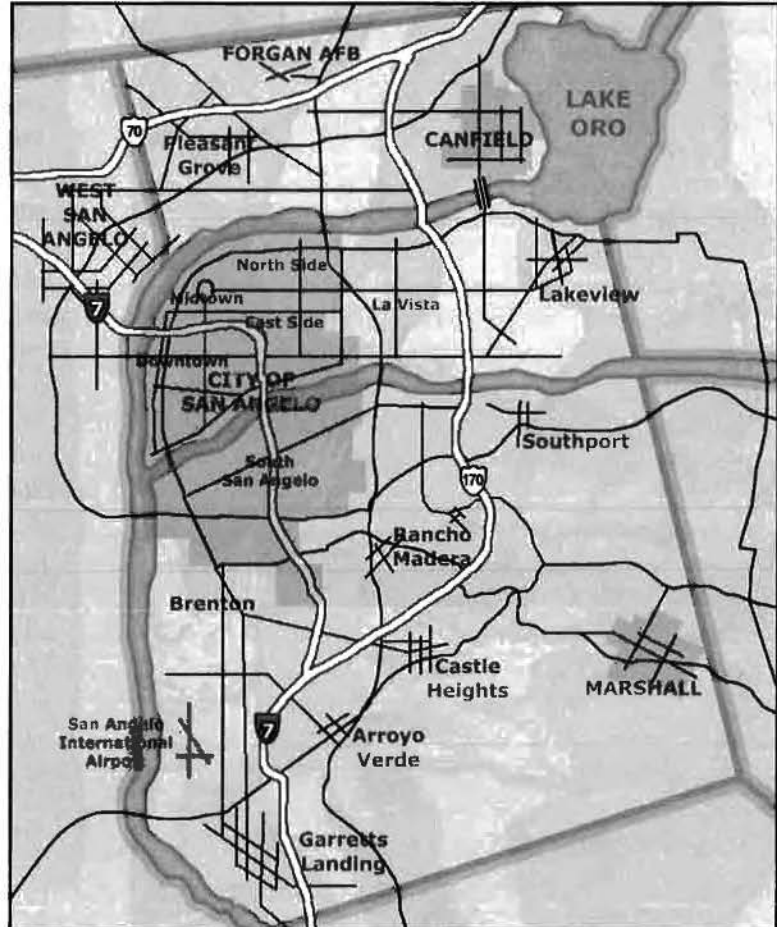 FORGAN AFB
LAKE
ORO
70
CANFIELD
Pleasant
Grove
WEST
SAN
ANGELO
North Side
Midtown
La Vista
Lakeview
7
East Side
Downtown
CITY OF
SAN ANGELO
Southport
South
San Angelo
170
Rancho
Madera
Brenton
Castle
Heights
MARSHALL
San Angelo
International
Airport
7
Arroyo
Verde
Garretts
Landing